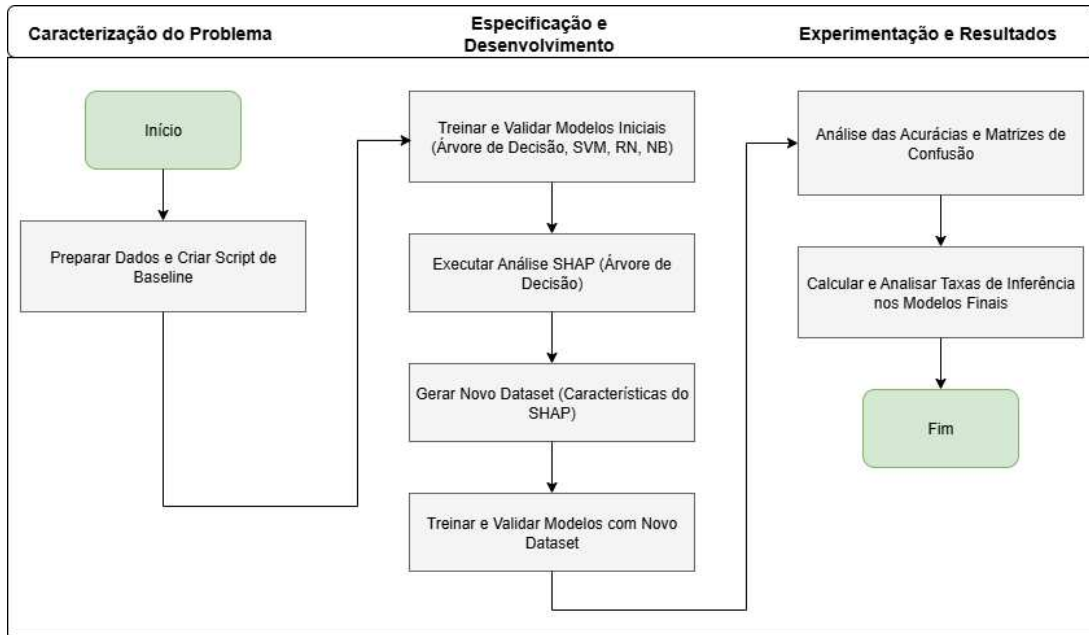 Caracterização do Problema
Especificação e
Desenvolvimento
Experimentação e Resultados
Início
Preparar Dados e Criar Script de
Baseline
Treinar e Validar Modelos Iniciais
(Árvore de Decisão, SVM, RN, NB)
Executar Análise SHAP (Árvore de
Decisão)
Gerar Novo Dataset (Características do
SHAP)
Treinar e Validar Modelos com Novo
Dataset
Análise das Acurácias e Matrizes de
Confusão
Calcular e Analisar Taxas de Inferência
nos Modelos Finais
Fim